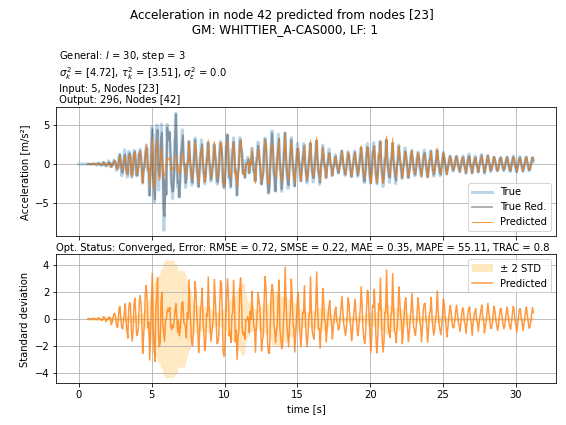 Acceleration in node 42 predicted from nodes [23]
GM: WHITTIER_A-CAS000, LF: 1
General: l = 30, step = 3
σ²ₖ = [4.72], τ²ₖ = [3.51], σ²ε = 0.0
Input: 5, Nodes [23]
Output: 296, Nodes [42]
Acceleration [m/s²]
5
0
−5
True
True Red.
Predicted
Opt. Status: Converged, Error: RMSE = 0.72, SMSE = 0.22, MAE = 0.35, MAPE = 55.11, TRAC = 0.8
Standard deviation
4
2
0
−2
−4
± 2 STD
Predicted
0 5 10 15 20 25 30
time [s]